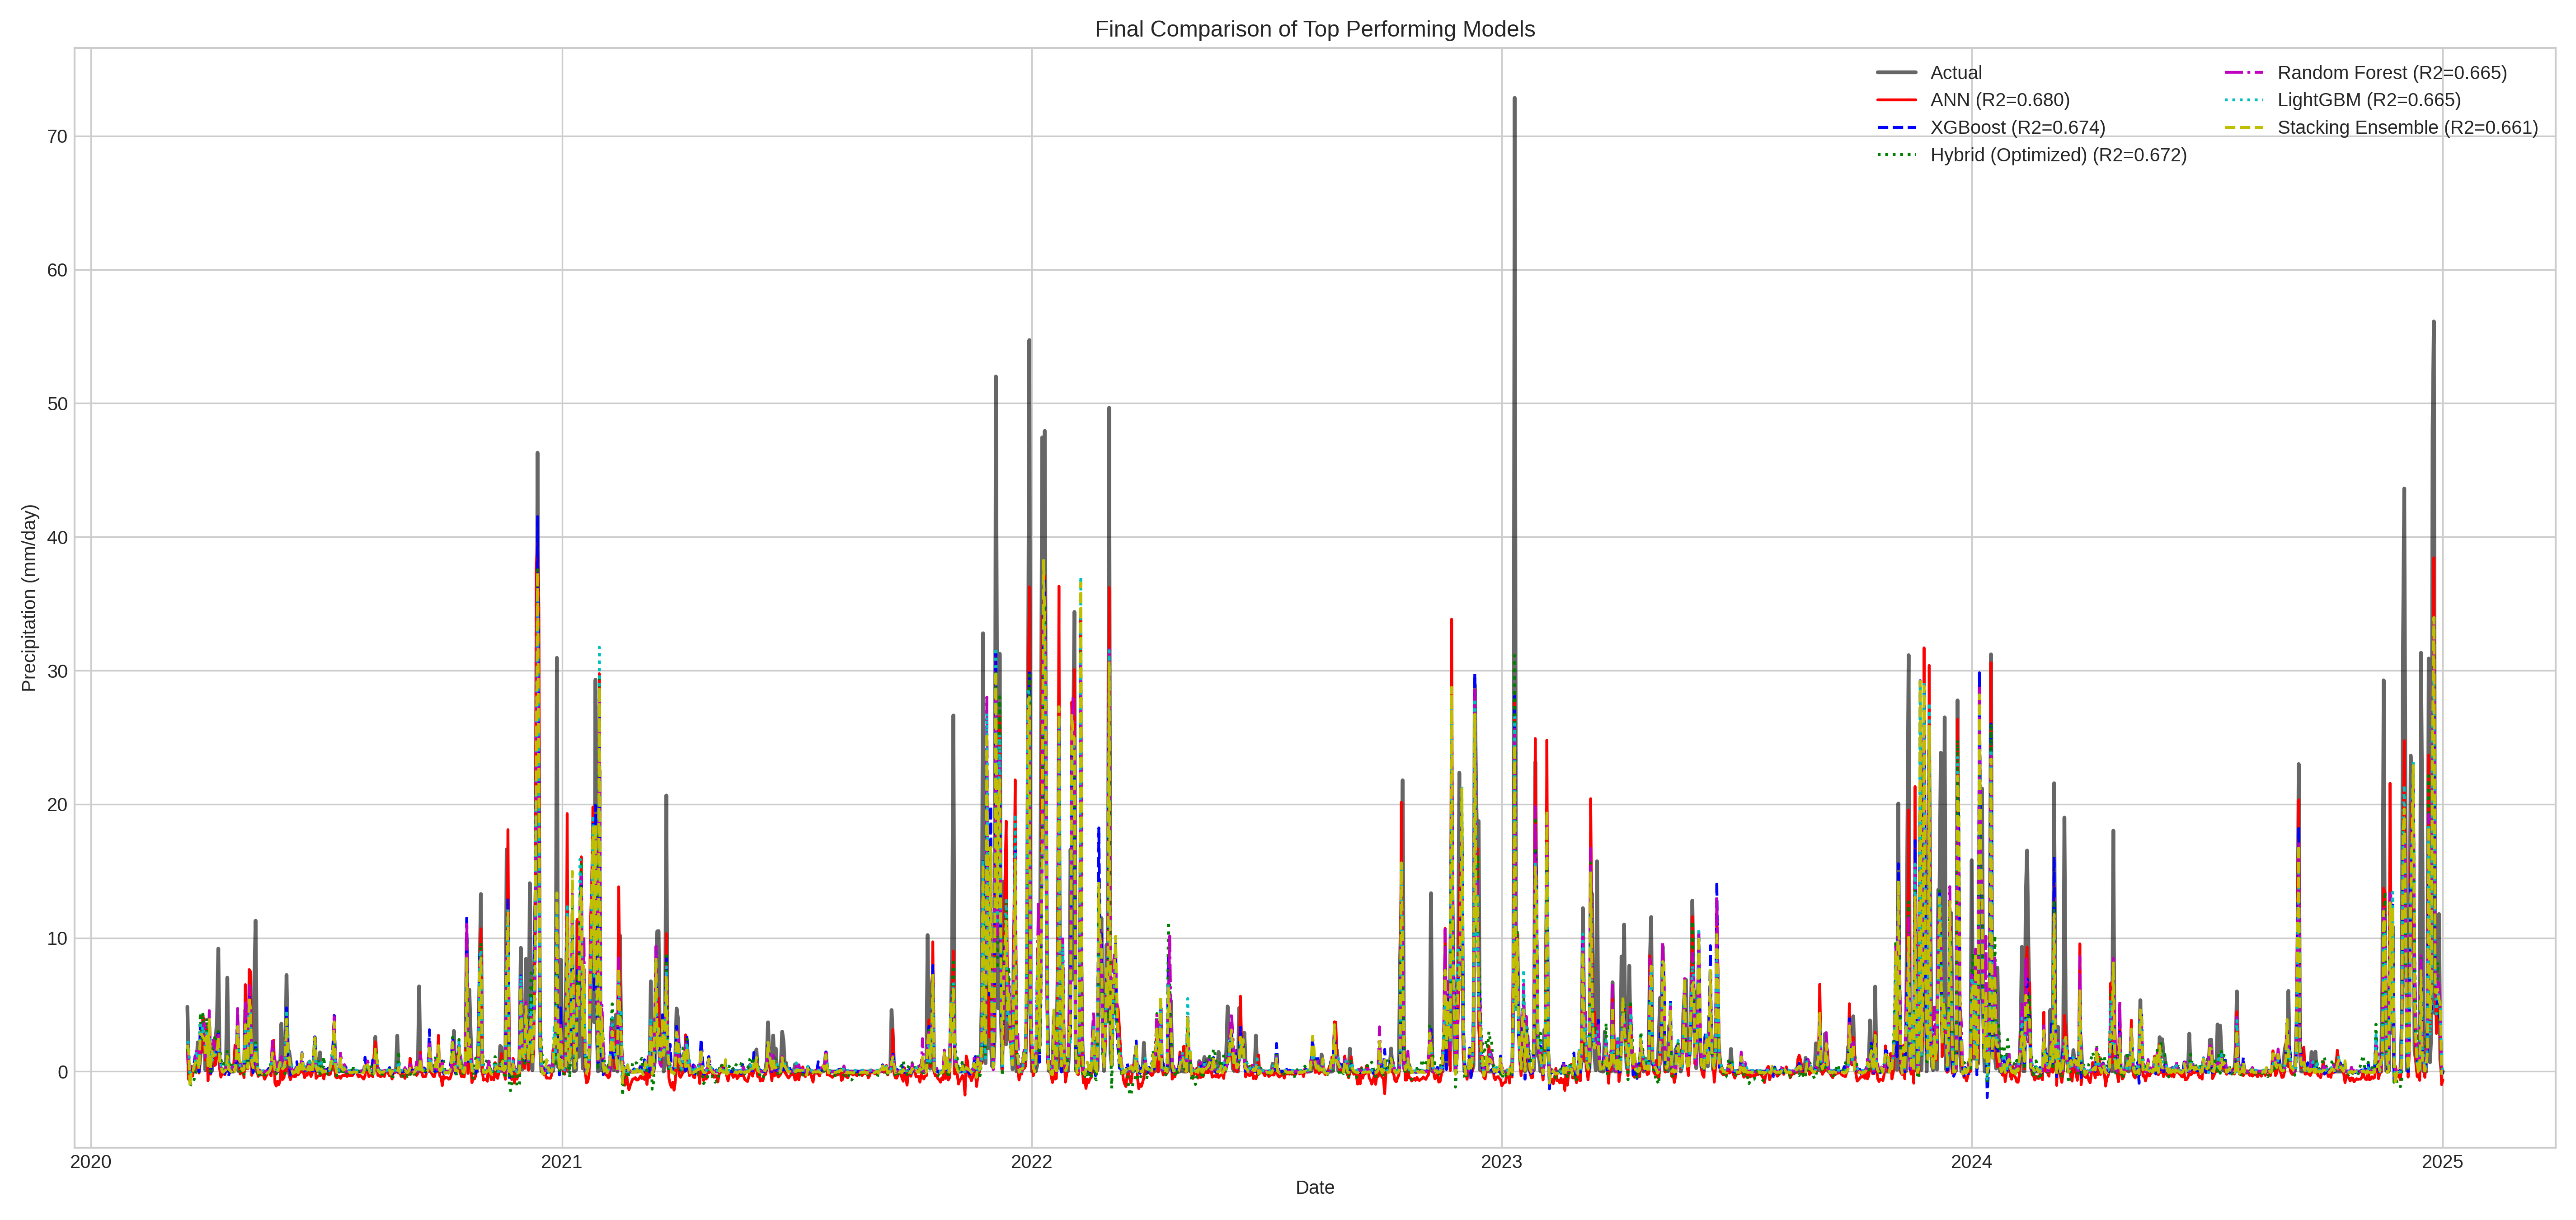 Final Comparison of Top Performing Models
Actual
ANN (R2=0.680)
XGBoost (R2=0.674)
Hybrid (Optimized) (R2=0.672)
Random Forest (R2=0.665)
LightGBM (R2=0.665)
Stacking Ensemble (R2=0.661)
Precipitation (mm/day)
70
60
50
40
30
20
10
0
2020
2021
2022
2023
2024
2025
Date